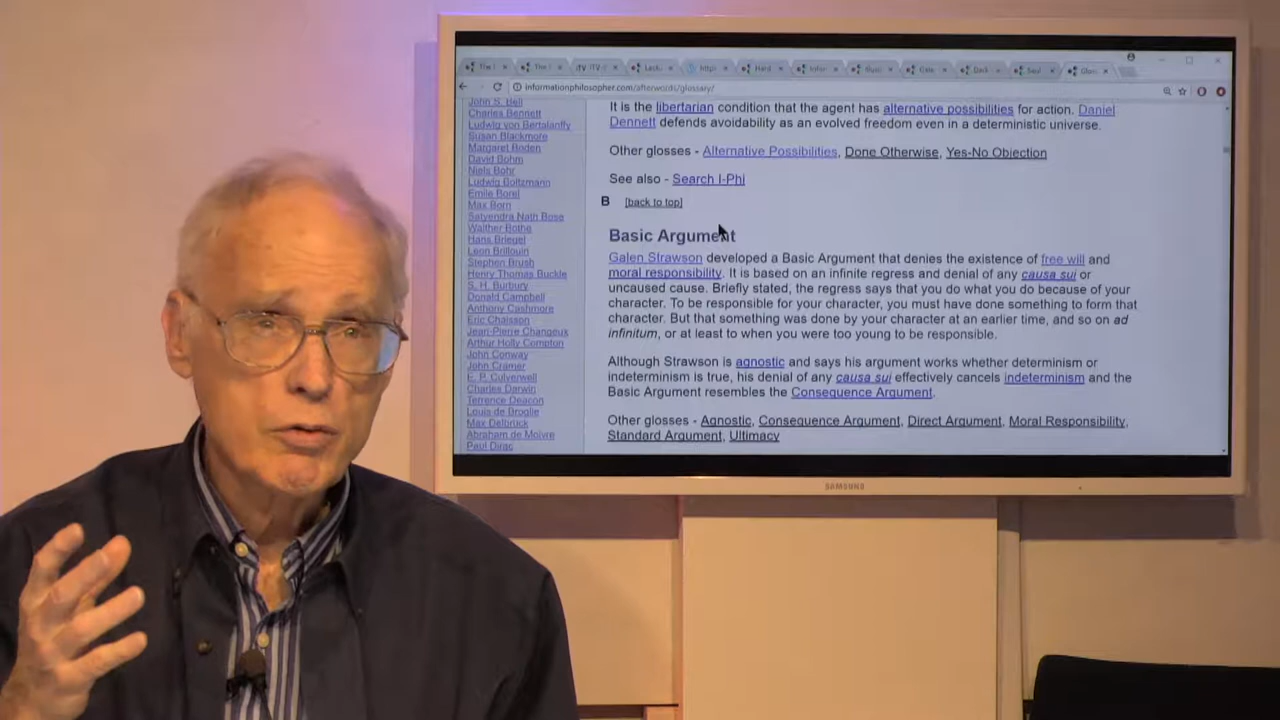 iTV iTV
informationphilosopher.com/afterwords/glossary/
John S. Bell
Charles Bennett
Ludwig von Bertalanffy
Susan Blackmore
Margaret Boden
David Bohm
Niels Bohr
Ludwig Boltzmann
Emile Borel
Max Born
Satyendra Nath Bose
Walther Bothe
Hans Briegel
Leon Brillouin
Stephen Brush
Henry Thomas Buckle
S. H. Burbury
Donald Campbell
Anthony Cashmore
Eric Chaisson
Jean-Pierre Changeux
Arthur Holly Compton
John Conway
John Cramer
E. P. Culverwell
Charles Darwin
Terrence Deacon
Louis de Broglie
Max Delbrück
Abraham de Moivre
Paul Dirac
It is the libertarian condition that the agent has alternative possibilities for action. Daniel
Dennett defends avoidability as an evolved freedom even in a deterministic universe.
Other glosses - Alternative Possibilities, Done Otherwise, Yes-No Objection
See also - Search I-Phi
B [back to top]
Basic Argument
Galen Strawson developed a Basic Argument that denies the existence of free will and
moral responsibility. It is based on an infinite regress and denial of any causa sui or
uncaused cause. Briefly stated, the regress says that you do what you do because of your
character. To be responsible for your character, you must have done something to form that
character. But that something was done by your character at an earlier time, and so on ad
infinitum, or at least to when you were too young to be responsible.
Although Strawson is agnostic and says his argument works whether determinism or
indeterminism is true, his denial of any causa sui effectively cancels indeterminism and the
Basic Argument resembles the Consequence Argument.
Other glosses - Agnostic, Consequence Argument, Direct Argument, Moral Responsibility,
Standard Argument, Ultimacy
SAMSUNG